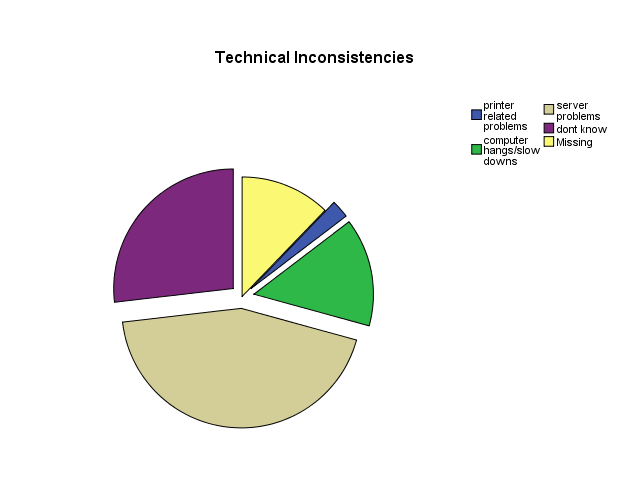 Technical Inconsistencies
printer
related
problems
computer
hangs/slow
downs
server
problems
dont know
Missing